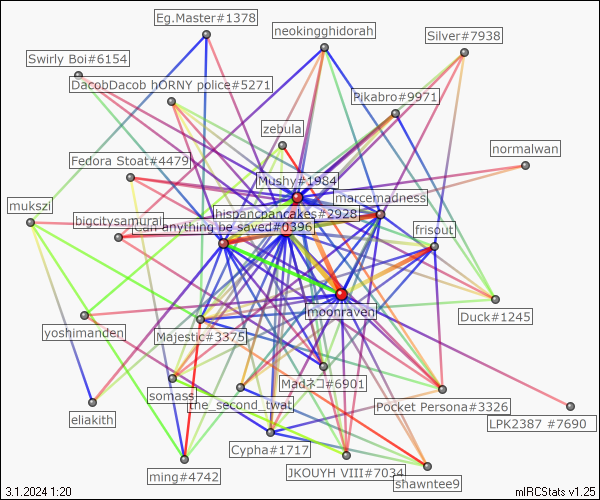 Eg.Master#1378
neokingghidorah
Silver#7938
Swirly Boi#6154
DacobDacob hORNY police#5271
Pikabro#9971
zebula
normalwan
Fedora Stoat#4479
Mushy#1984
marcemadness
mukszi
hispancpancakes#2928
bigcitysamurai
Can anything be saved#0396
frisout
moonraven
Duck#1245
yoshimanden
Majestic#3375
Madネコ#6901
somass
the_second_twat
Pocket Persona#3326
eliakith
LPK2387 #7690
Cypha#1717
ming#4742
JKOUYH VIII#7034
shawntee9
3.1.2024 1:20
mIRCStats v1.25